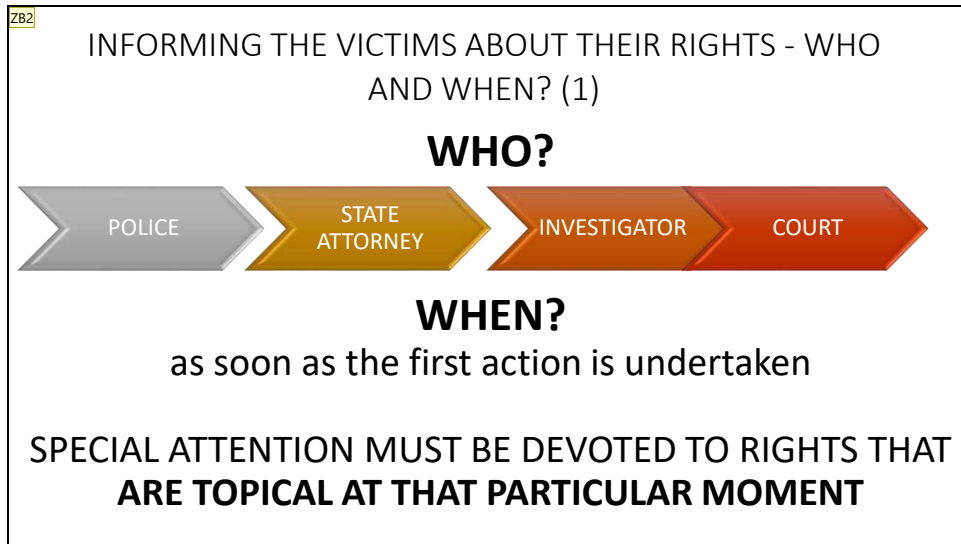 ZB2
INFORMING THE VICTIMS ABOUT THEIR RIGHTS - WHO
AND WHEN? (1)
WHO?
POLICE
STATE
ATTORNEY
INVESTIGATOR
COURT
WHEN?
as soon as the first action is undertaken
SPECIAL ATTENTION MUST BE DEVOTED TO RIGHTS THAT
ARE TOPICAL AT THAT PARTICULAR MOMENT